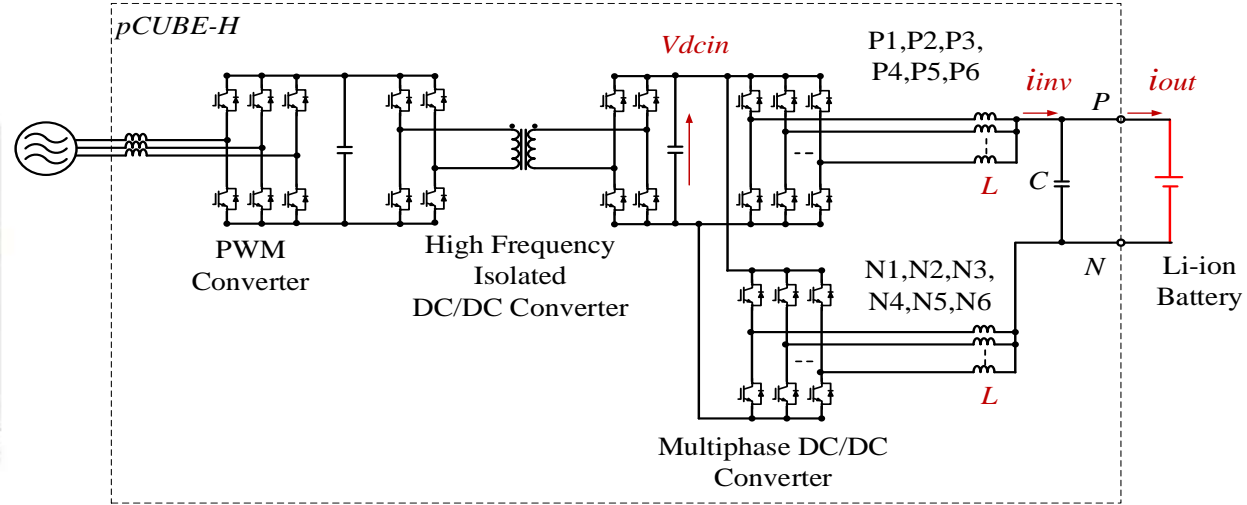 pCUBE-H
Vdcin
P1,P2,P3,
P4,P5,P6
iinv
P
iout
L
C
PWM
Converter
High Frequency
Isolated
DC/DC Converter
N1,N2,N3,
N4,N5,N6
N
Li-ion
Battery
L
Multiphase DC/DC
Converter